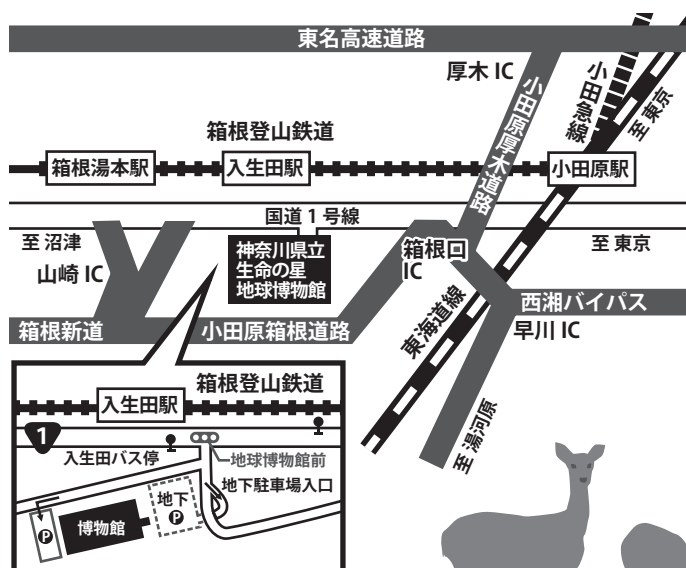 東名高速道路
厚木 IC
小田急線
至 東京
小田原厚木道路
箱根登山鉄道
箱根湯本駅
入生田駅
小田原駅
国道 1 号線
至 沼津
神奈川県立
生命の星
地球博物館
箱根口
IC
至 東京
山崎 IC
東海道線
西湘バイパス
箱根新道
小田原箱根道路
早川 IC
至 湯河原
箱根登山鉄道
入生田駅
1
入生田バス停
地球博物館前
地下駐車場入口
地下
P
博物館
P